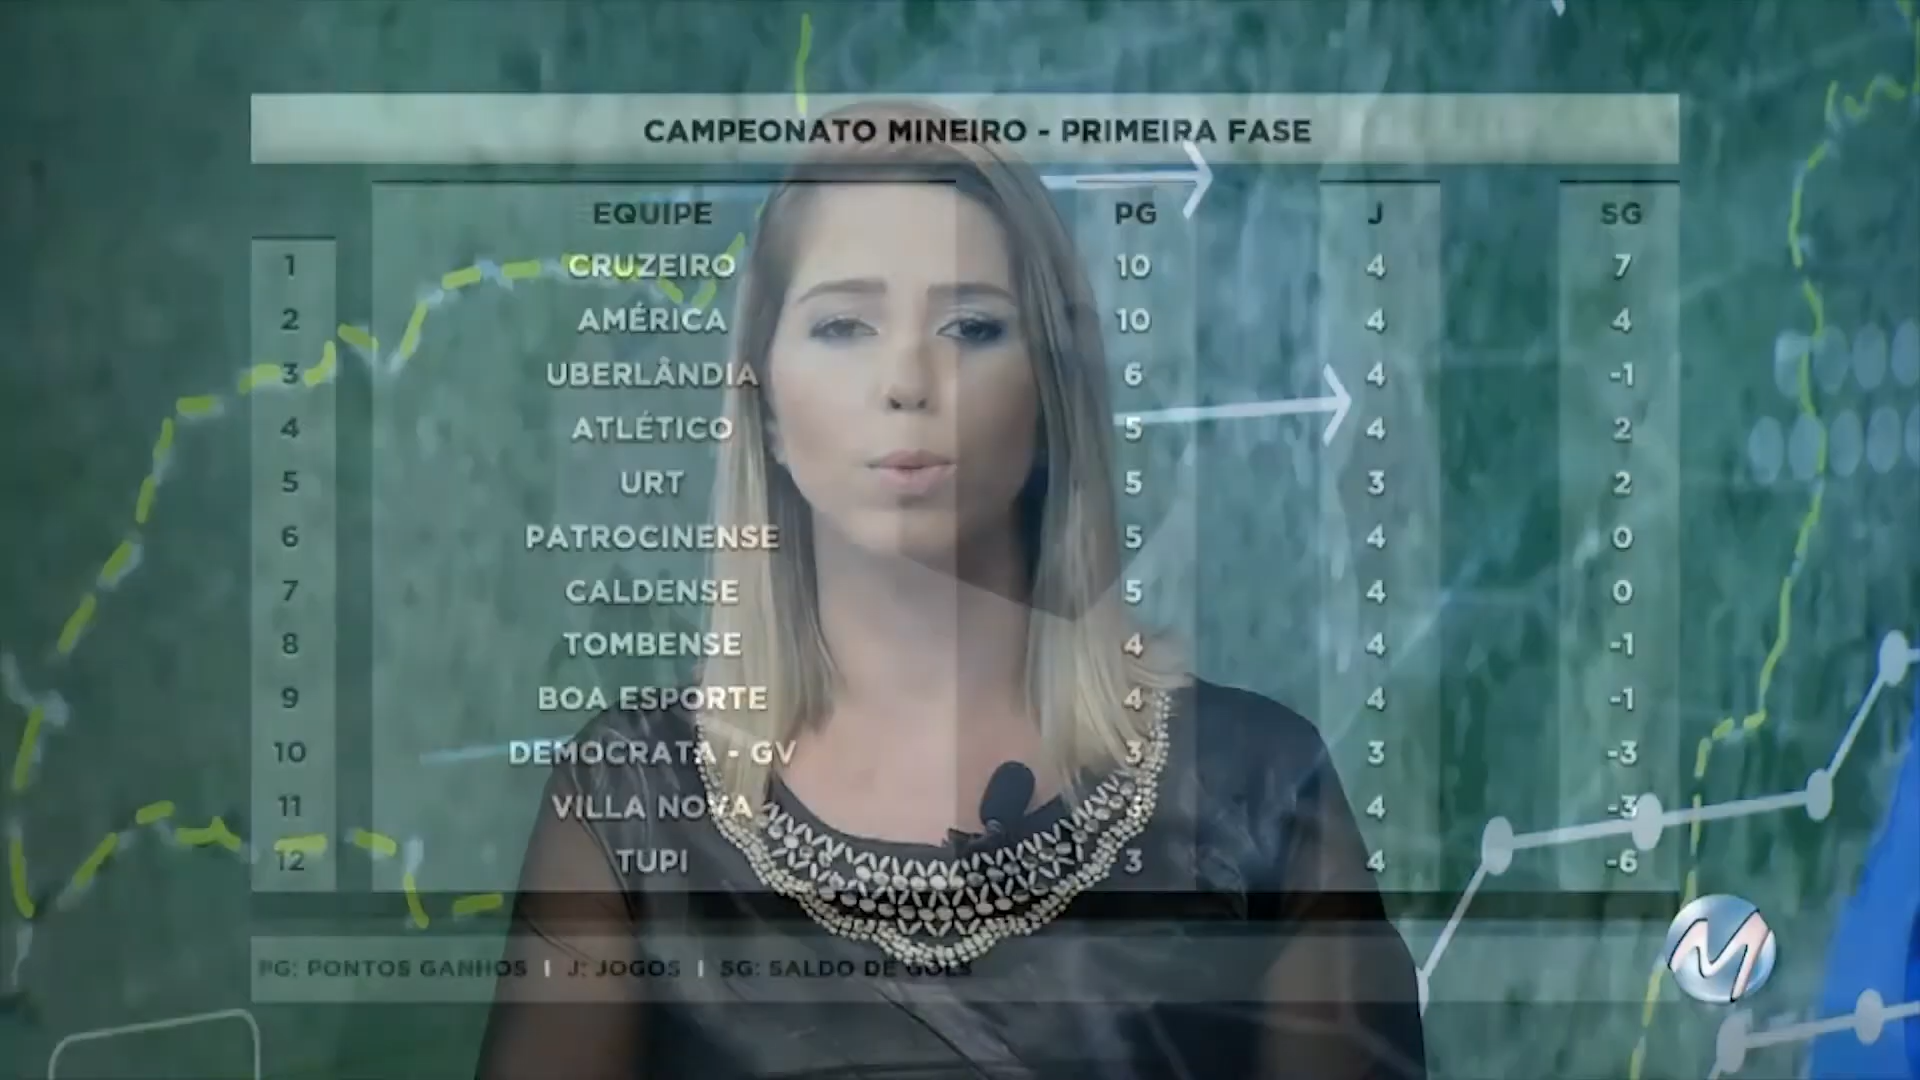 CAMPEONATO MINEIRO - PRIMEIRA FASE
EQUIPE PG J SG
1 CRUZEIRO 10 4 7
2 AMÉRICA 10 4 4
3 UBERLÂNDIA 6 4 -1
4 ATLÉTICO 5 4 2
5 URT 5 3 2
6 PATROCINENSE 5 4 0
7 CALDENSE 5 4 0
8 TOMBENSE 4 4 -1
9 BOA ESPORTE 4 4 -1
10 DEMOCRATA - GV 3 3 -3
11 VILLA NOVA 4 -3
12 TUPI 3 4 -6
PG: PONTOS GANHOS | J: JOGOS | SG: SALDO DE GOLS
M